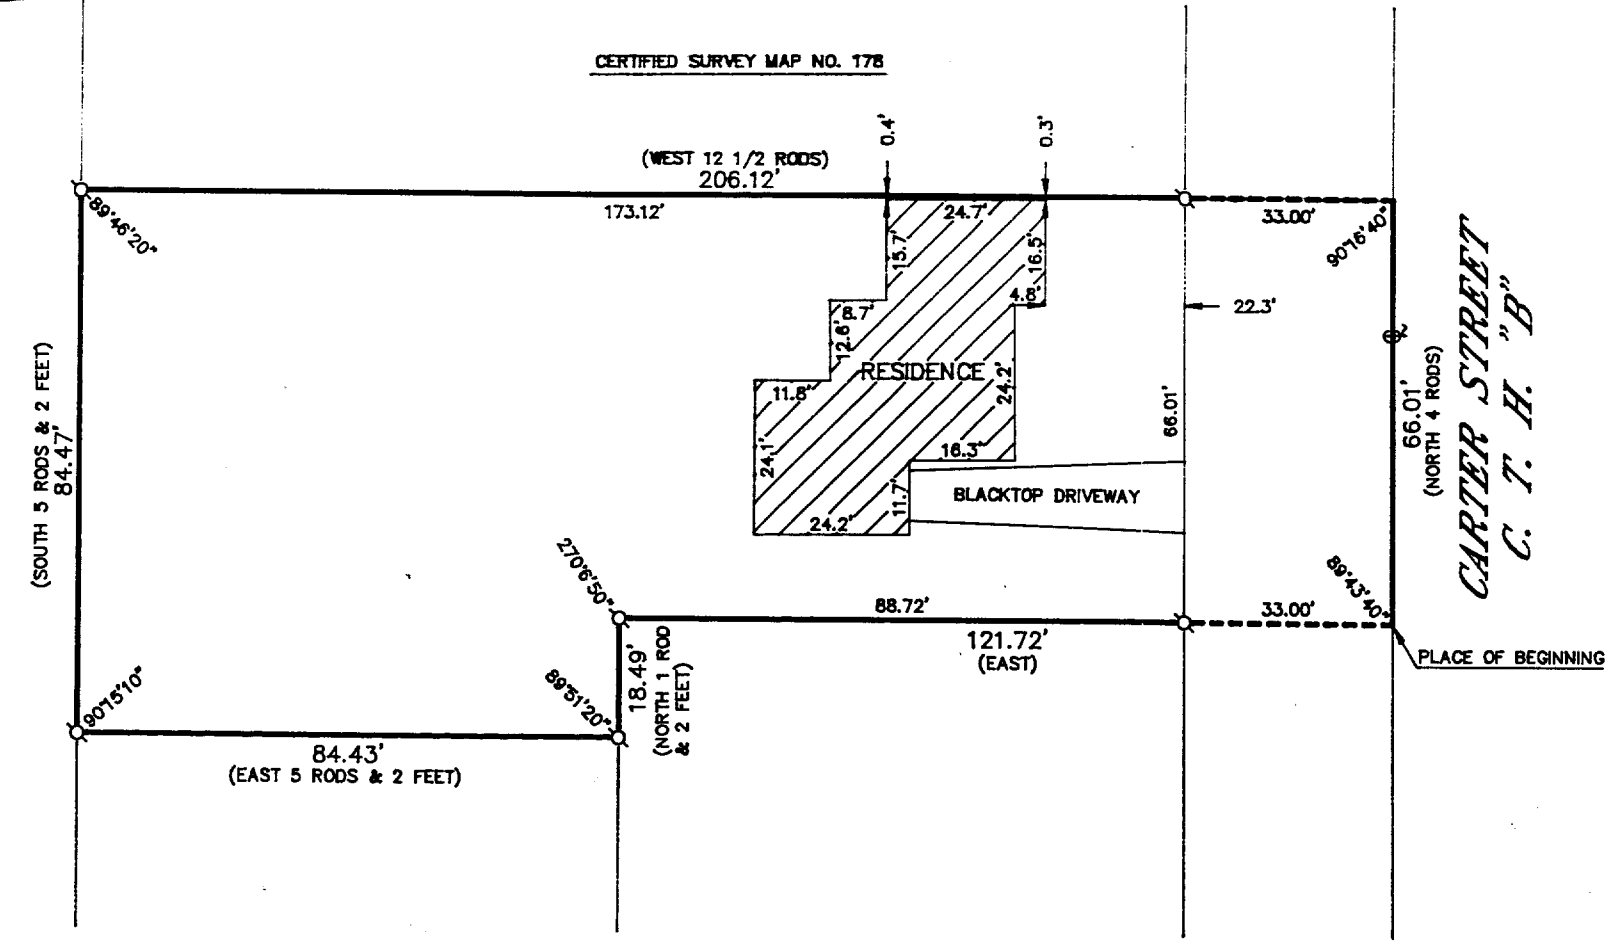 CERTIFIED SURVEY MAP NO. 178
0.4'
0.3'
(WEST 12 1/2 RODS)
206.12'
173.12'
24.7'
33.00'
89°46'20"
90°16'40"
15.7'
16.5'
4.8'
22.3'
8.7'
12.6'
RESIDENCE
11.8'
24.2'
66.01'
24.1'
16.3'
11.7'
24.2'
BLACKTOP DRIVEWAY
(SOUTH 5 RODS & 2 FEET)
84.47'
66.01'
(NORTH 4 RODS)
CARTER STREET
C. T. H. "B"
270°6'50"
89°43'40"
88.72'
33.00'
121.72'
(EAST)
PLACE OF BEGINNING
18.49'
(NORTH 1 ROD
& 2 FEET)
90°15'10"
89°51'20"
84.43'
(EAST 5 RODS & 2 FEET)